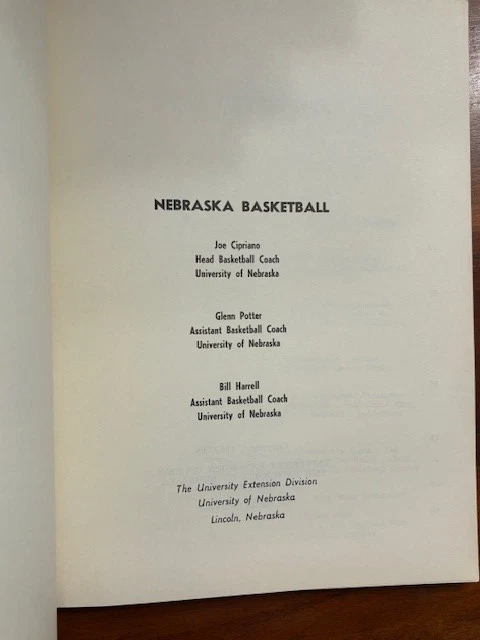 NEBRASKA BASKETBALL
Joe Cipriano
Head Basketball Coach
University of Nebraska
Glenn Potter
Assistant Basketball Coach
University of Nebraska
Bill Harrell
Assistant Basketball Coach
University of Nebraska
The University Extension Division
University of Nebraska
Lincoln, Nebraska